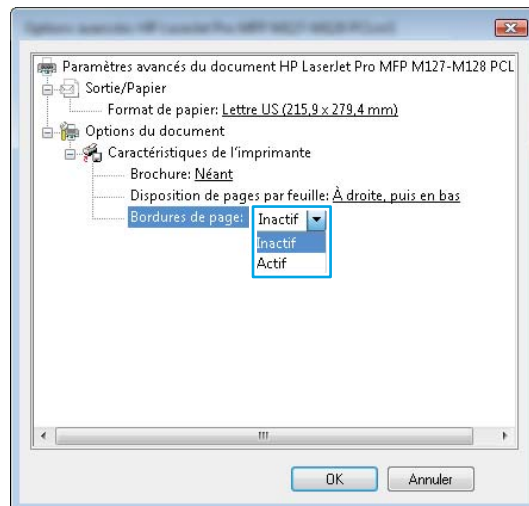 Paramètres avancés du document HP LaserJet Pro MFP M127-M128 PCL
Sortie/Papier
Format de papier: Lettre US (215,9 x 279,4 mm)
Options du document
Caractéristiques de l'imprimante
Brochure: Néant
Disposition de pages par feuille: À droite, puis en bas
Bordures de page: Inactif
Inactif
Actif
OK Annuler